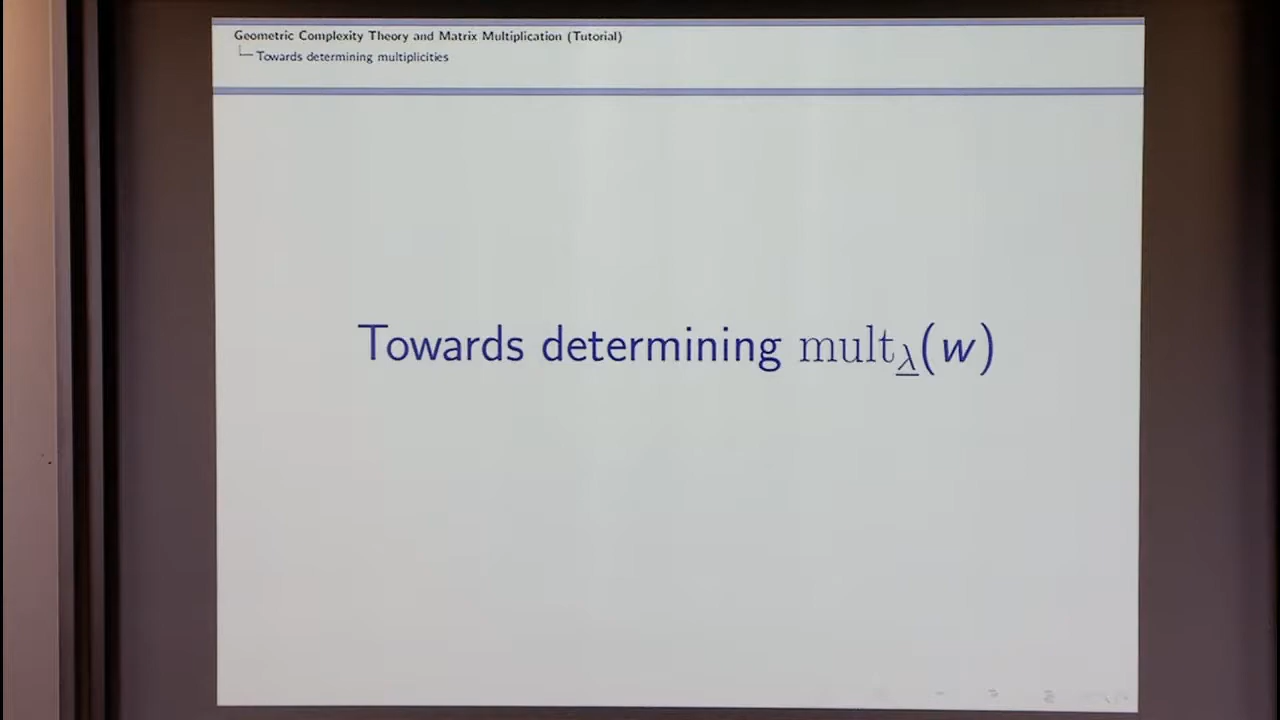 Geometric Complexity Theory and Matrix Multiplication (Tutorial)
Towards determining multiplicities
Towards determining mult_λ̲(w)